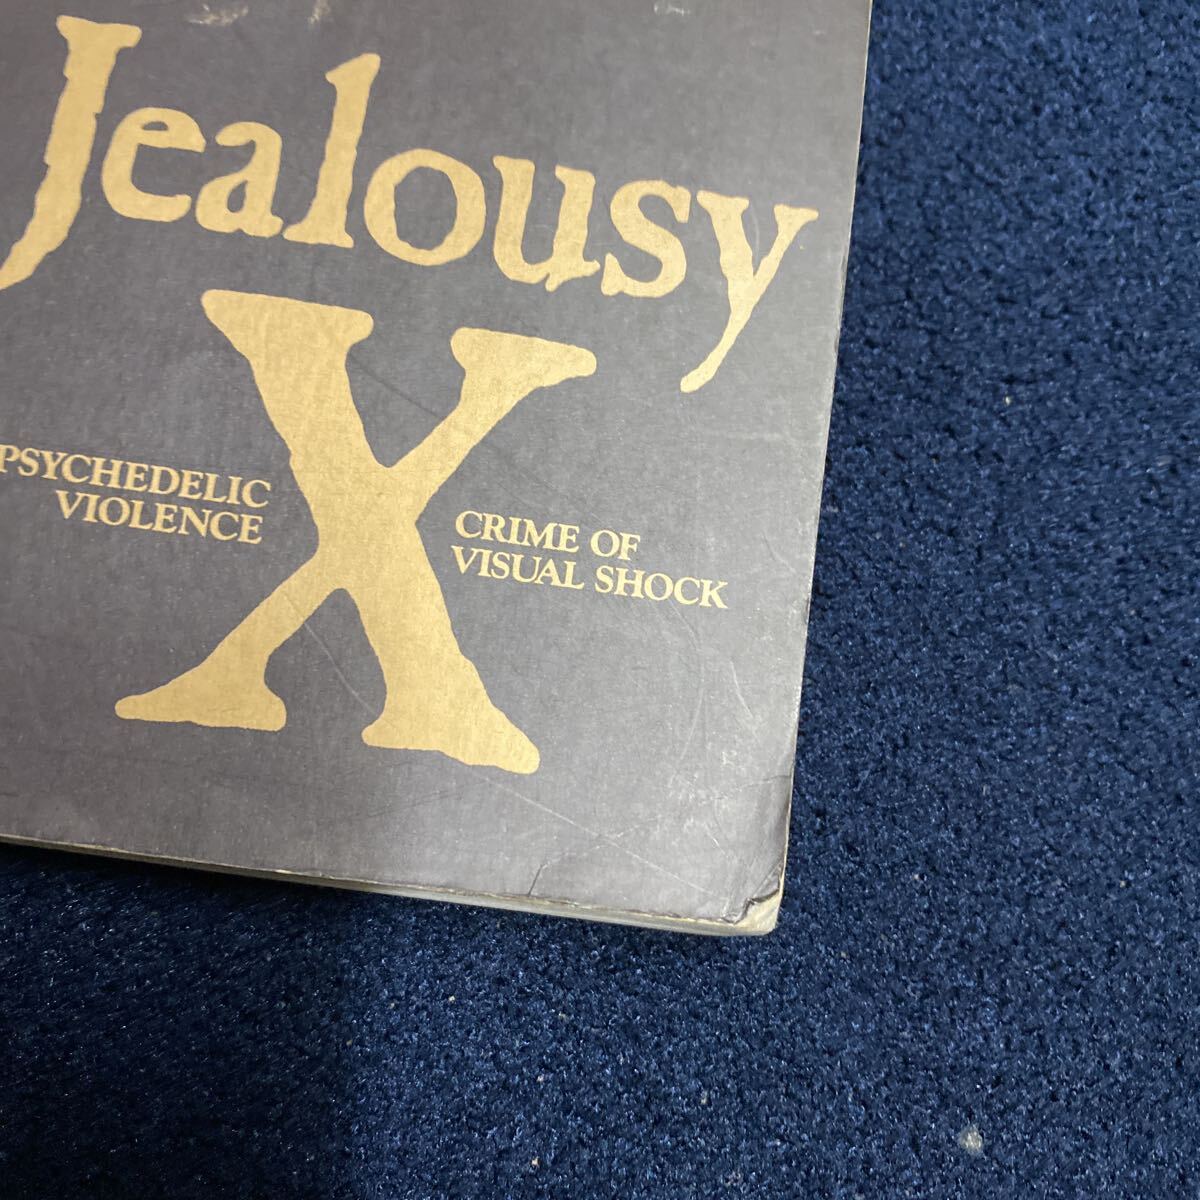 Jealousy
X
PSYCHEDELIC
VIOLENCE
CRIME OF
VISUAL SHOCK